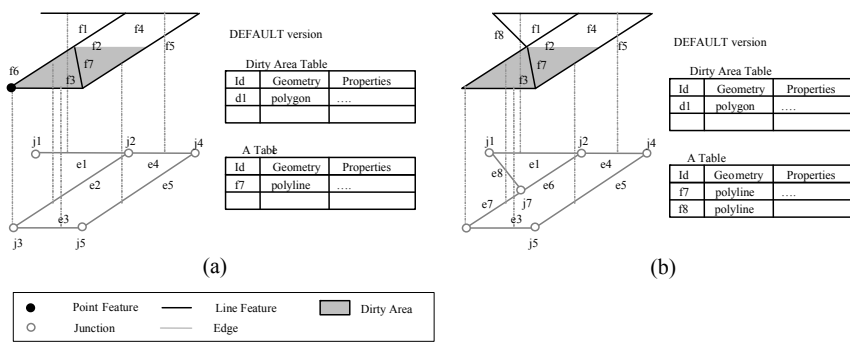 f1
f4
f2
f5
f7
f3
f6
j1
j2
j4
e1
e4
e2
e5
e3
j3
j5
DEFAULT version
Dirty Area Table
Id Geometry Properties
d1 polygon ....
A Table
Id Geometry Properties
f7 polyline ....
(a)
f1
f4
f8
f2
f5
f7
f3
j1
j2
j4
e1
e4
e8
e6
e5
e7
j7
e3
j5
DEFAULT version
Dirty Area Table
Id Geometry Properties
d1 polygon ....
A Table
Id Geometry Properties
f7 polyline ....
f8 polyline
(b)
Point Feature Line Feature Dirty Area
Junction Edge